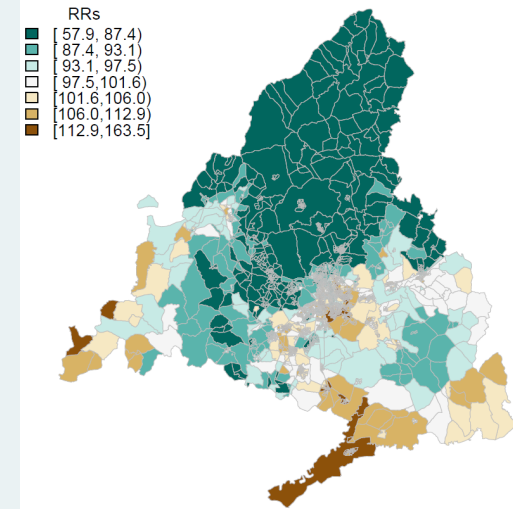 RRs
[ 57.9, 87.4)
[ 87.4, 93.1)
[ 93.1, 97.5)
[ 97.5,101.6)
[101.6,106.0)
[106.0,112.9)
[112.9,163.5]